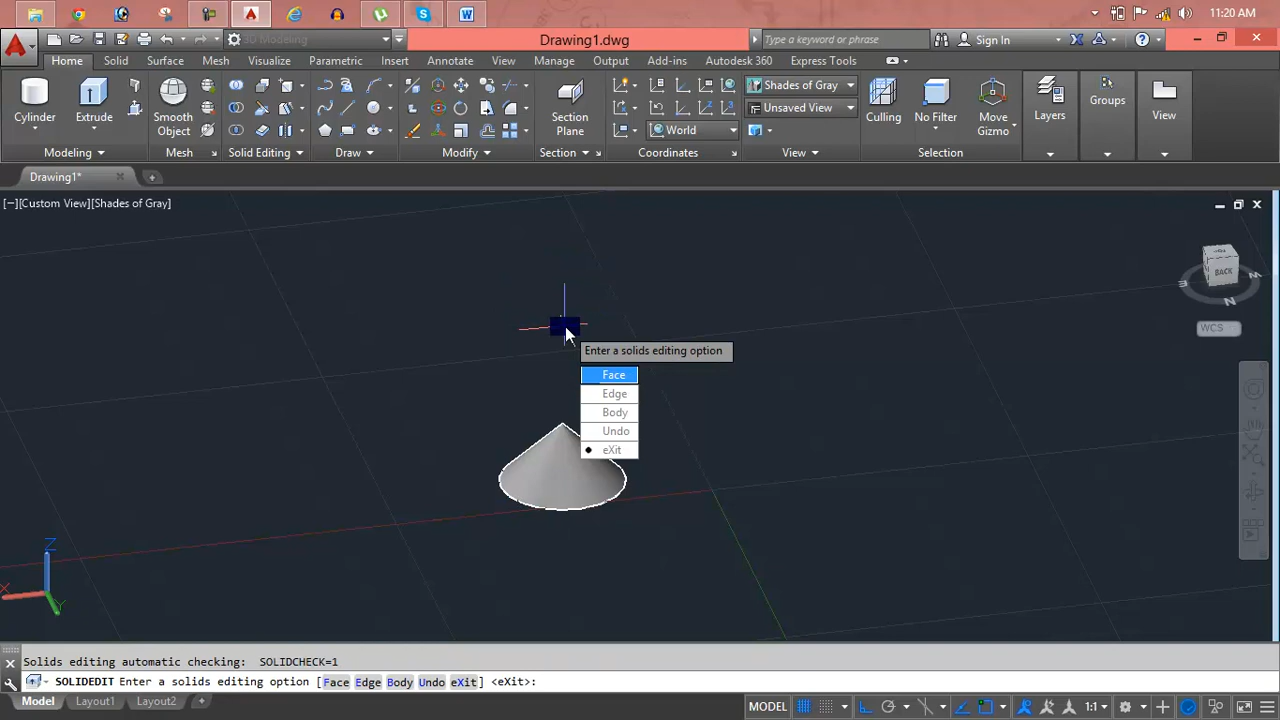 11:20 AM
3D Modeling
Drawing1.dwg
Type a keyword or phrase
Sign In
Home Solid Surface Mesh Visualize Parametric Insert Annotate View Manage Output Add-ins Autodesk 360 Express Tools
Cylinder
Extrude
Smooth
Object
Section
Plane
World
Shades of Gray
Unsaved View
Culling
No Filter
Move
Gizmo
Layers
Groups
View
Modeling
Mesh
Solid Editing
Draw
Modify
Section
Coordinates
View
Selection
Drawing1*
[−][Custom View][Shades of Gray]
BACK
N
N
WCS
Enter a solids editing option
Face
Edge
Body
Undo
eXit
Z
X
Y
Solids editing automatic checking: SOLIDCHECK=1
SOLIDEDIT Enter a solids editing option [Face Edge Body Undo eXit] <eXit>:
Model Layout1 Layout2
MODEL
1:1